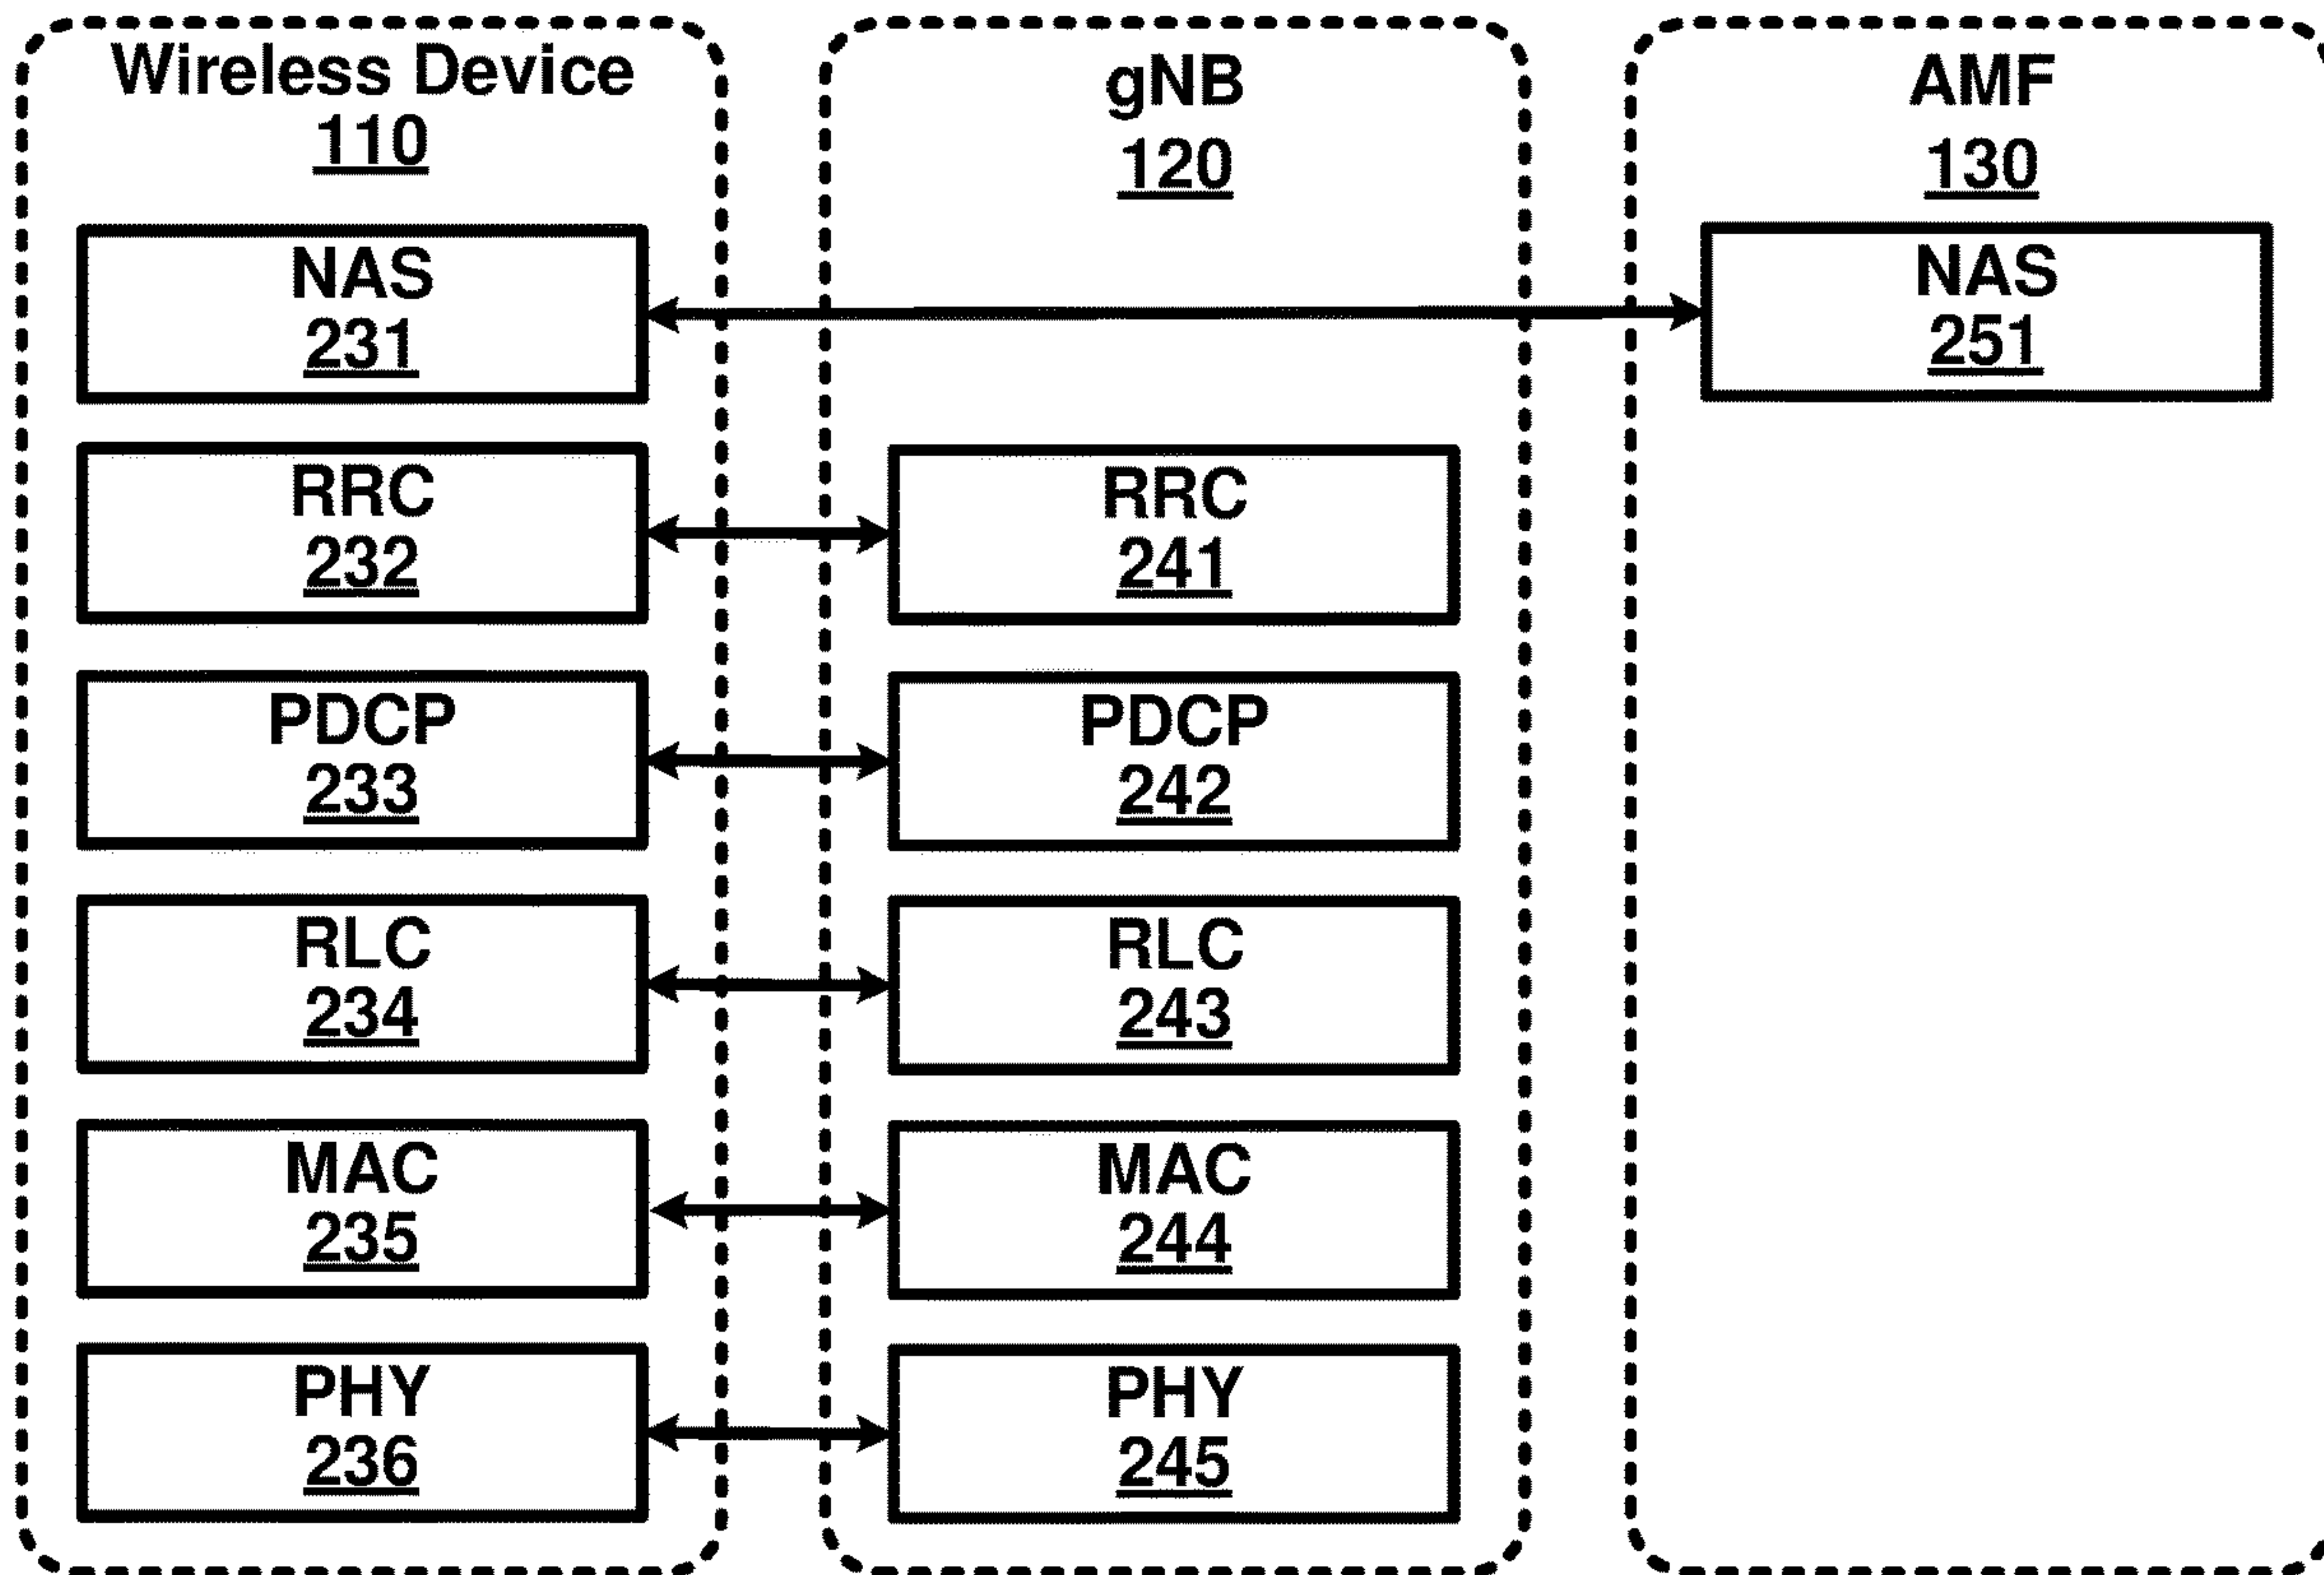 Wireless Device
110
gNB
120
AMF
130
NAS
231
NAS
251
RRC
232
RRC
241
PDCP
233
PDCP
242
RLC
234
RLC
243
MAC
235
MAC
244
PHY
236
PHY
245